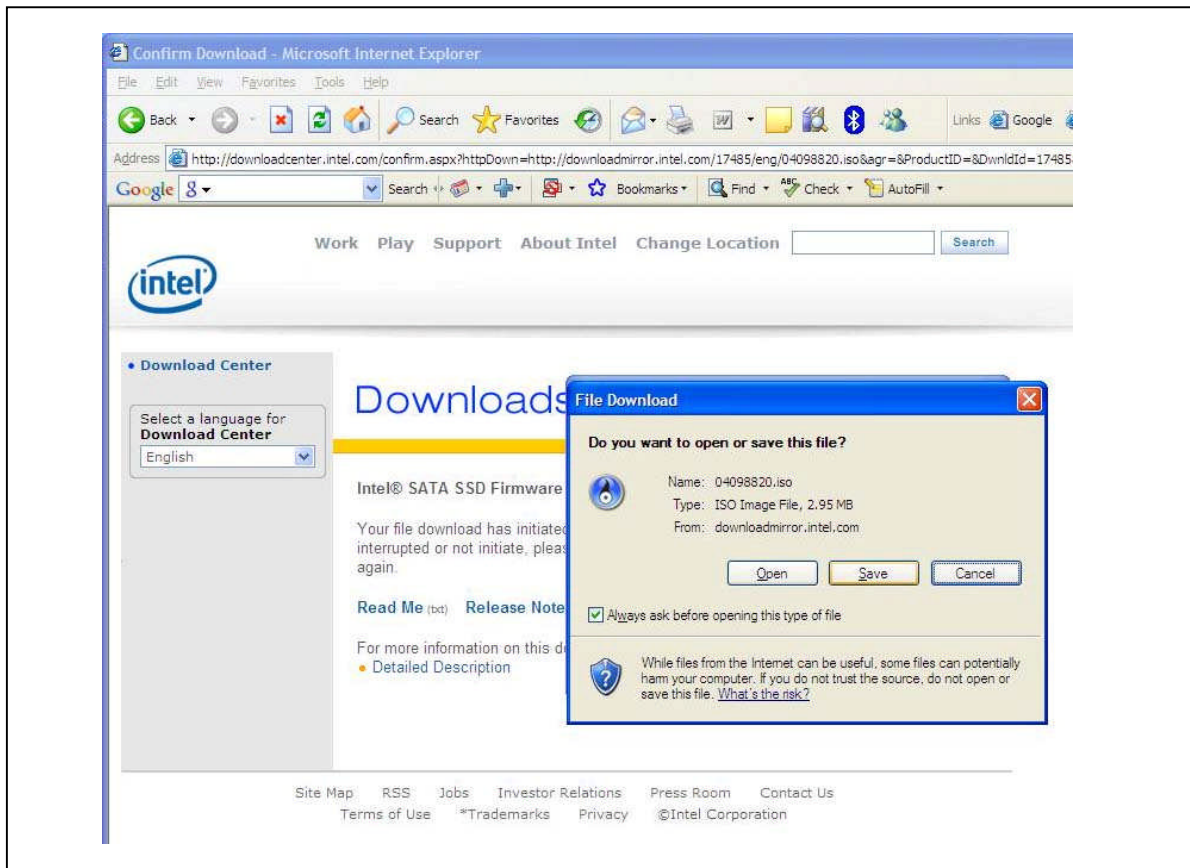 Confirm Download - Microsoft Internet Explorer
File Edit View Favorites Tools Help
Back Search Favorites Links Google
Address http://downloadcenter.intel.com/confirm.aspx?httpDown=http://downloadmirror.intel.com/17485/eng/04098820.iso&agr=&ProductID=&DwnldId=17485
Google Search Bookmarks Find Check AutoFill
Work Play Support About Intel Change Location Search
intel
Download Center
Select a language for
Download Center
English
Downloads
Intel® SATA SSD Firmware
Your file download has initiated
interrupted or not initiate, pleas
again.
Read Me (txt) Release Note
For more information on this d
Detailed Description
File Download
Do you want to open or save this file?
Name: 04098820.iso
Type: ISO Image File, 2.95 MB
From: downloadmirror.intel.com
Open Save Cancel
Always ask before opening this type of file
While files from the Internet can be useful, some files can potentially
harm your computer. If you do not trust the source, do not open or
save this file. What's the risk?
Site Map RSS Jobs Investor Relations Press Room Contact Us
Terms of Use *Trademarks Privacy ©Intel Corporation